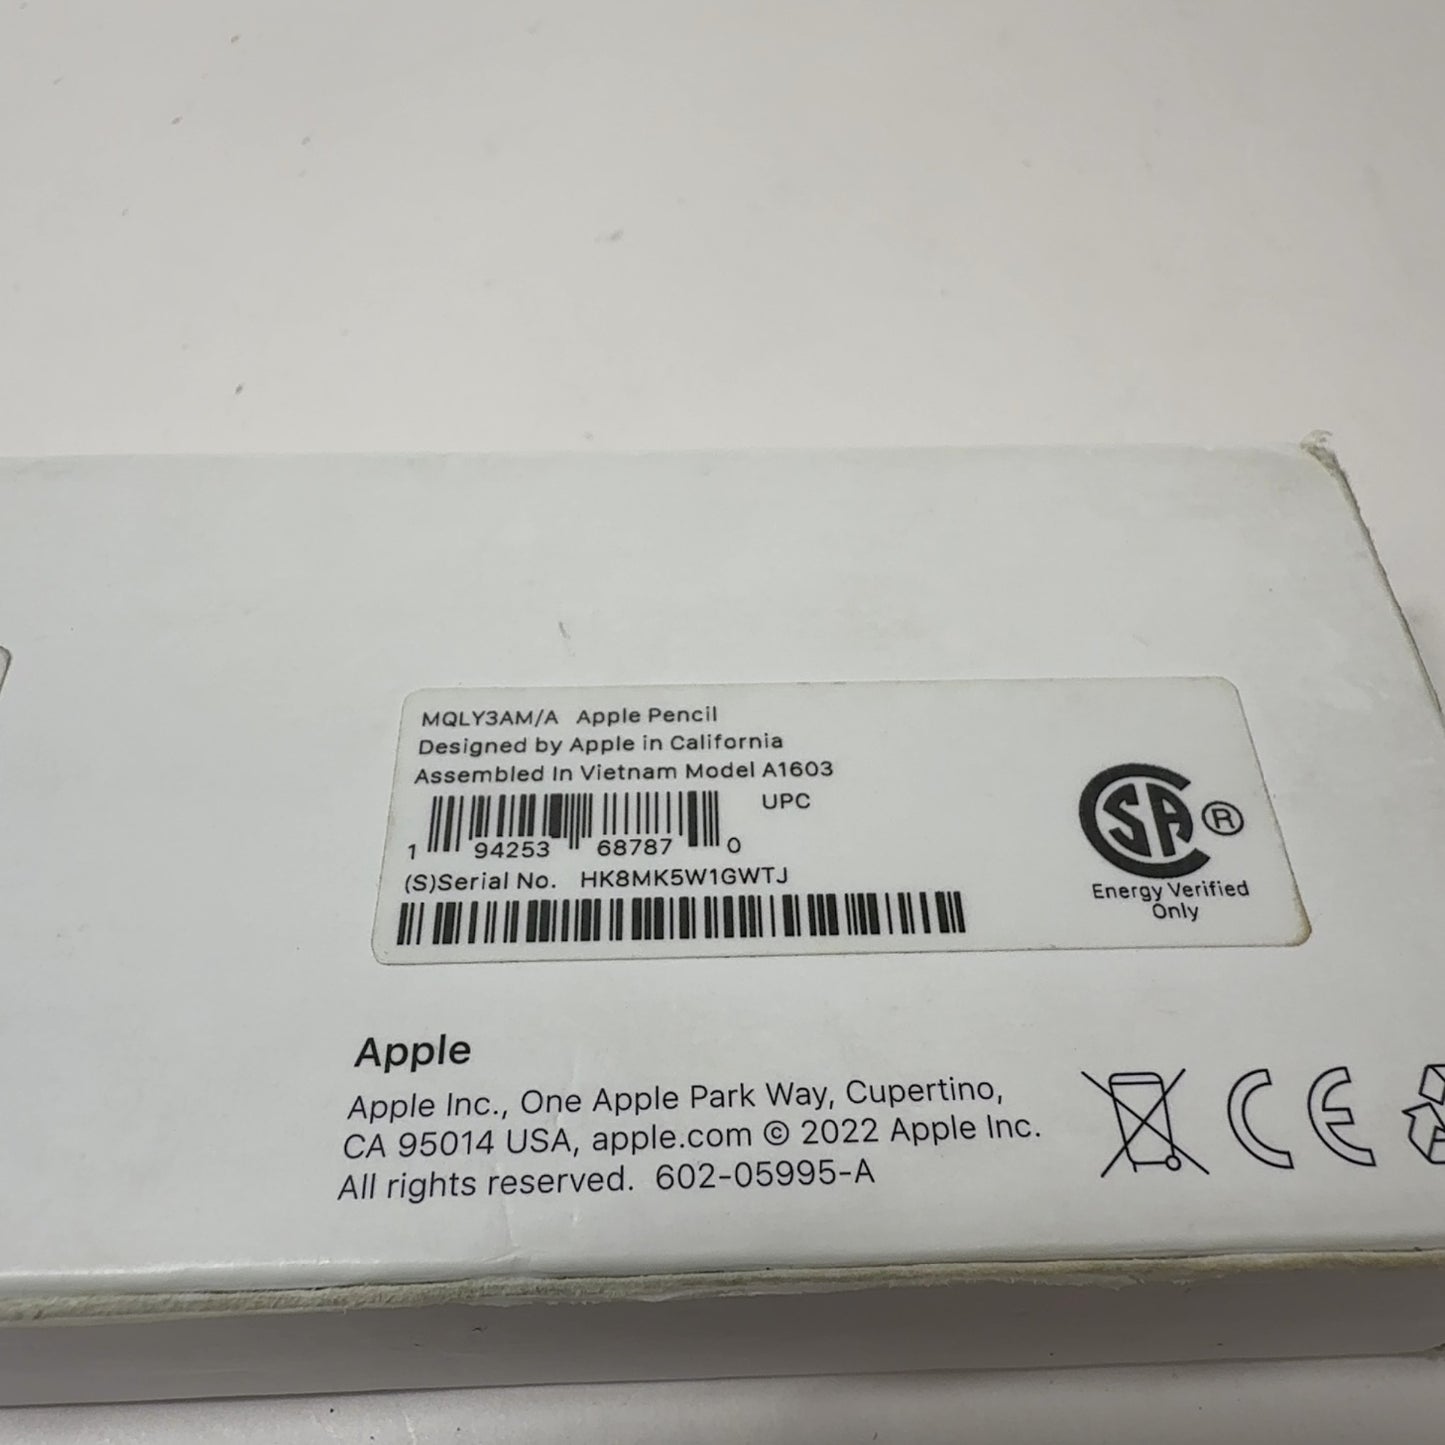 MQLY3AM/A Apple Pencil
Designed by Apple in California
Assembled In Vietnam Model A1603
UPC
1 94253 68787 0
(S)Serial No. HK8MK5W1GWTJ
CSA ®
Energy Verified
Only
Apple
Apple Inc., One Apple Park Way, Cupertino,
CA 95014 USA, apple.com © 2022 Apple Inc.
All rights reserved. 602-05995-A
CE